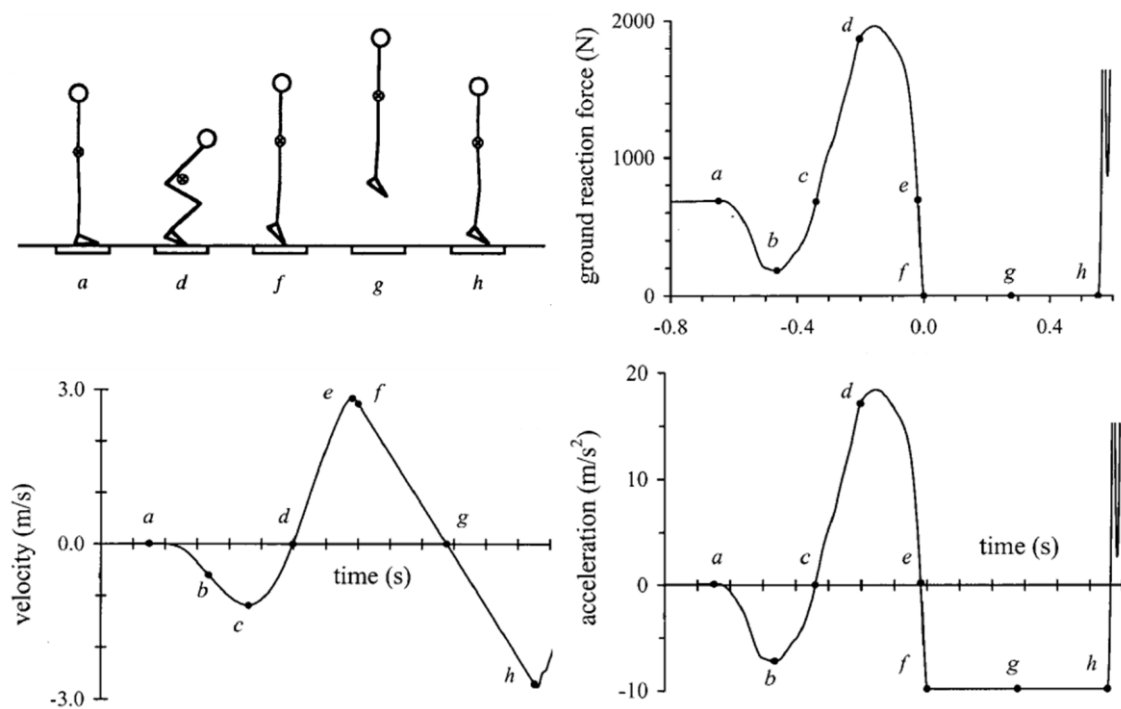 a d f g h
ground reaction force (N)
2000
1000
0
-0.8 -0.4 0.0 0.4
a
b
c
d
e
f
g
h
velocity (m/s)
3.0
0.0
-3.0
time (s)
a
b
c
d
e
f
g
h
acceleration (m/s²)
20
10
0
-10
time (s)
a
b
c
d
e
f
g
h